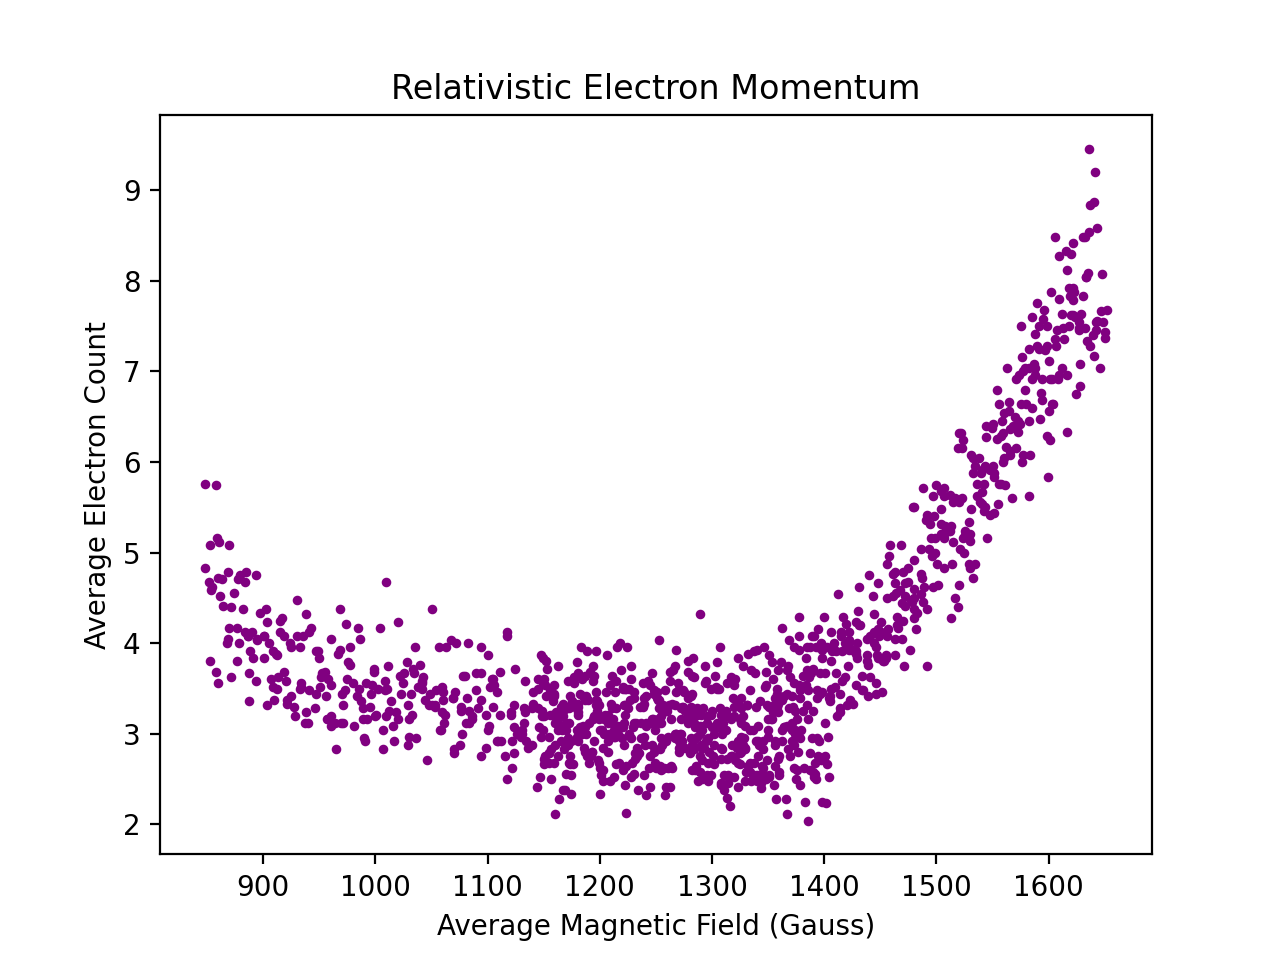 Relativistic Electron Momentum
9
8
7
6
5
4
3
2
Average Electron Count
900 1000 1100 1200 1300 1400 1500 1600
Average Magnetic Field (Gauss)